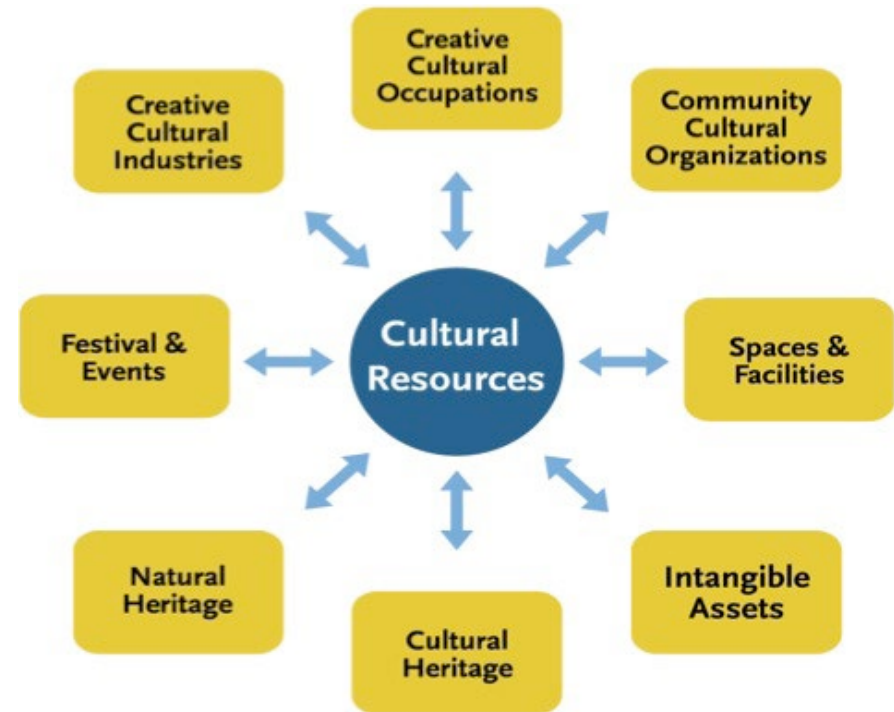 Creative
Cultural
Occupations
Creative
Cultural
Industries
Community
Cultural
Organizations
Festival &
Events
Cultural
Resources
Spaces &
Facilities
Natural
Heritage
Cultural
Heritage
Intangible
Assets